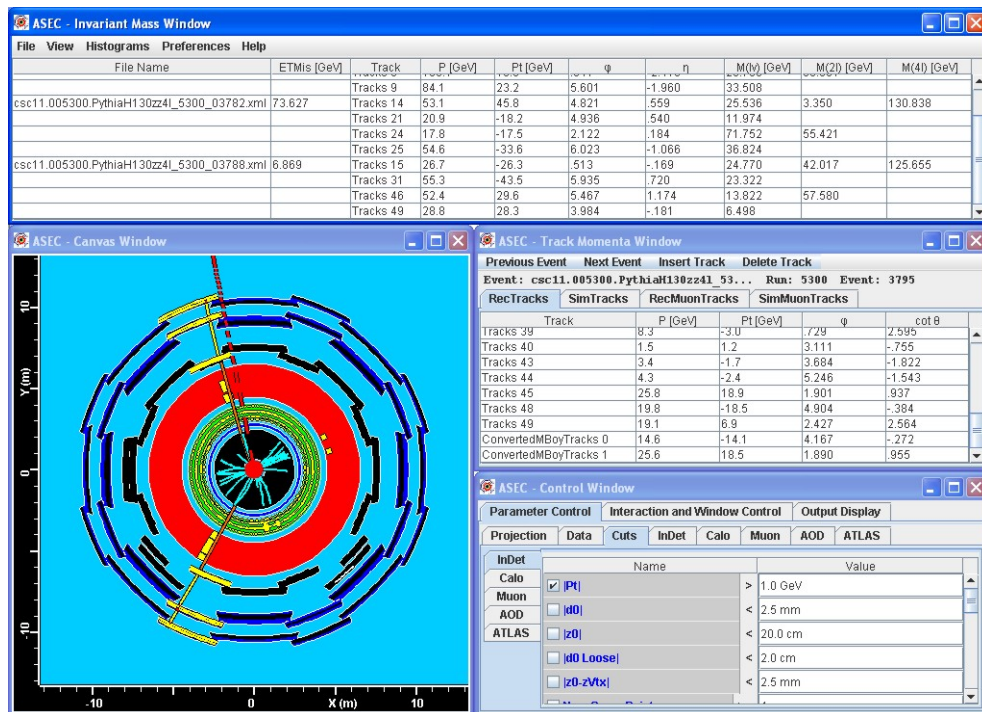 ASEC - Invariant Mass Window
File View Histograms Preferences Help
File Name ETMis [GeV] Track P [GeV] Pt [GeV] φ η M(lv) [GeV] M(2l) [GeV] M(4l) [GeV]
Tracks 9 84.1 23.2 5.601 -1.960 33.508
csc11.005300.PythiaH130zz4l_5300_03782.xml 73.627 Tracks 14 53.1 45.8 4.821 .559 25.536 3.350 130.838
Tracks 21 20.9 -18.2 4.936 .540 11.974
Tracks 24 17.8 -17.5 2.122 .184 71.752 55.421
Tracks 25 54.6 -33.6 6.023 -1.066 36.824
csc11.005300.PythiaH130zz4l_5300_03788.xml 6.869 Tracks 15 26.7 -26.3 .513 -.169 24.770 42.017 125.655
Tracks 31 55.3 -43.5 5.935 .720 23.322
Tracks 46 52.4 29.6 5.467 1.174 13.822 57.580
Tracks 49 28.8 28.3 3.984 -.181 6.498
ASEC - Canvas Window
10
Y (m)
0
-10
-10 0 X (m) 10
ASEC - Track Momenta Window
Previous Event Next Event Insert Track Delete Track
Event: csc11.005300.PythiaH130zz4l_53... Run: 5300 Event: 3795
RecTracks SimTracks RecMuonTracks SimMuonTracks
Track P [GeV] Pt [GeV] φ cot θ
Tracks 39 8.3 -3.0 .729 2.595
Tracks 40 1.5 1.2 3.111 -.755
Tracks 43 3.4 -1.7 3.684 -1.822
Tracks 44 4.3 -2.4 5.246 -1.543
Tracks 45 25.8 18.9 1.901 .937
Tracks 48 19.8 -18.5 4.904 -.384
Tracks 49 19.1 6.9 2.427 2.564
ConvertedMBoyTracks 0 14.6 -14.1 4.167 -.272
ConvertedMBoyTracks 1 25.6 18.5 1.890 .955
ASEC - Control Window
Parameter Control Interaction and Window Control Output Display
Projection Data Cuts InDet Calo Muon AOD ATLAS
InDet
Calo
Muon
AOD
ATLAS
Name Value
|Pt| > 1.0 GeV
|d0| < 2.5 mm
|z0| < 20.0 cm
|d0 Loose| < 2.0 cm
|z0-zVtx| < 2.5 mm